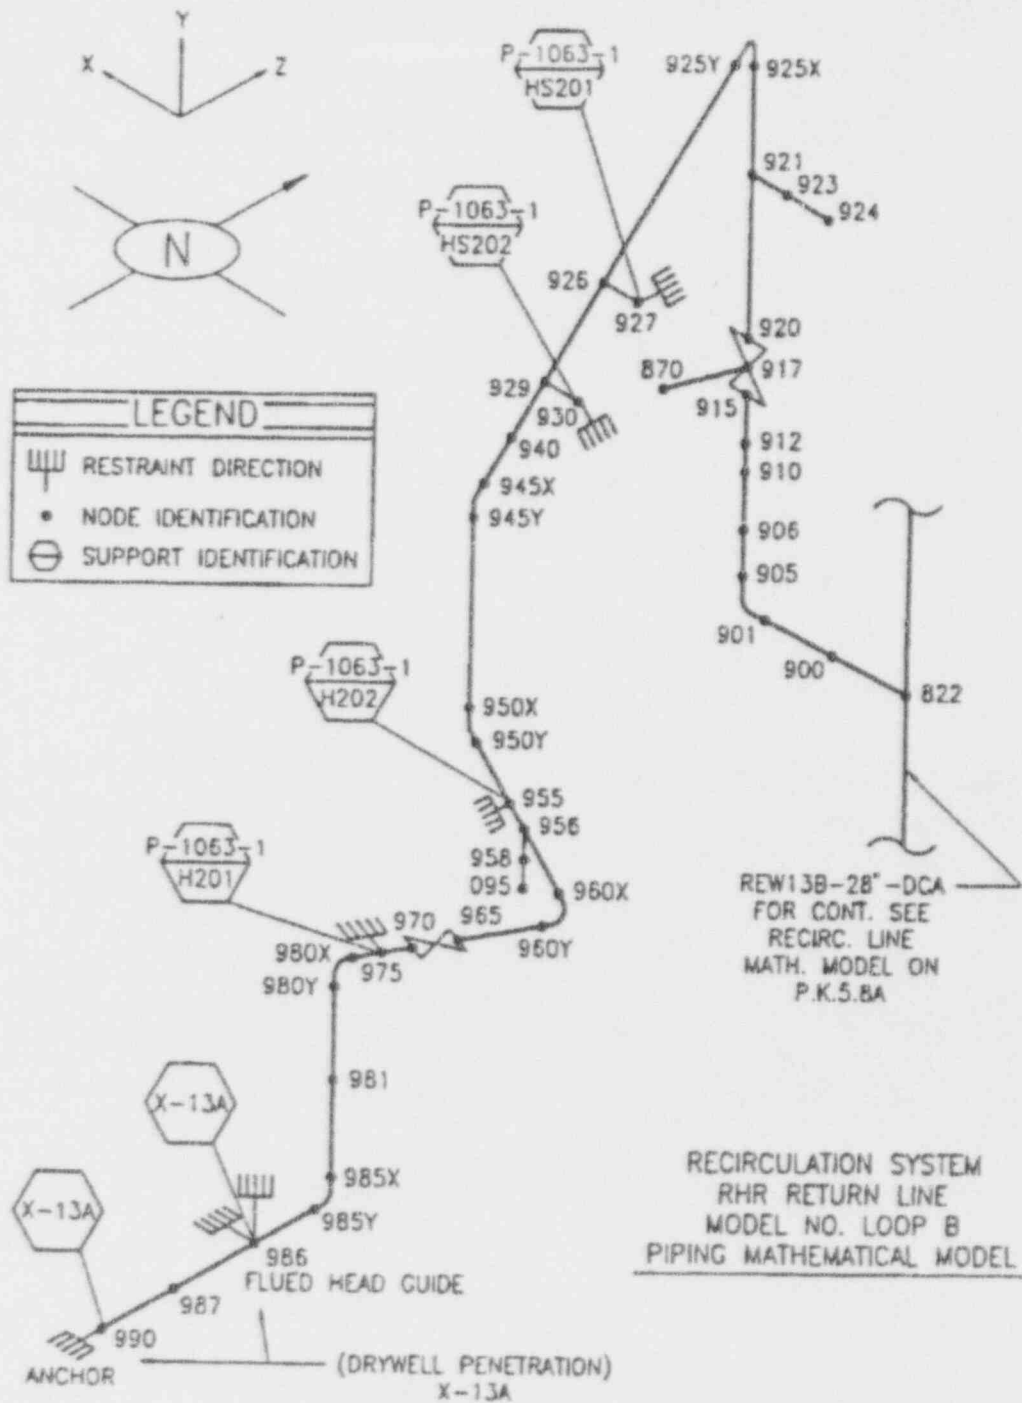 Y
X
Z
N
LEGEND
RESTRAINT DIRECTION
NODE IDENTIFICATION
SUPPORT IDENTIFICATION
P-1063-1
HS201
P-1063-1
HS202
925Y
925X
921
923
924
926
927
920
870
917
929
915
930
912
940
910
945X
945Y
906
905
901
900
822
P-1063-1
H202
950X
950Y
955
956
958
095
960X
960Y
P-1063-1
H201
970
965
980X
975
980Y
REW13B-28"-DCA
FOR CONT. SEE
RECIRC. LINE
MATH. MODEL ON
P.K.5.8A
981
X-13A
985X
985Y
X-13A
986
FLUED HEAD GUIDE
987
990
ANCHOR
(DRYWELL PENETRATION)
X-13A
RECIRCULATION SYSTEM
RHR RETURN LINE
MODEL NO. LOOP B
PIPING MATHEMATICAL MODEL